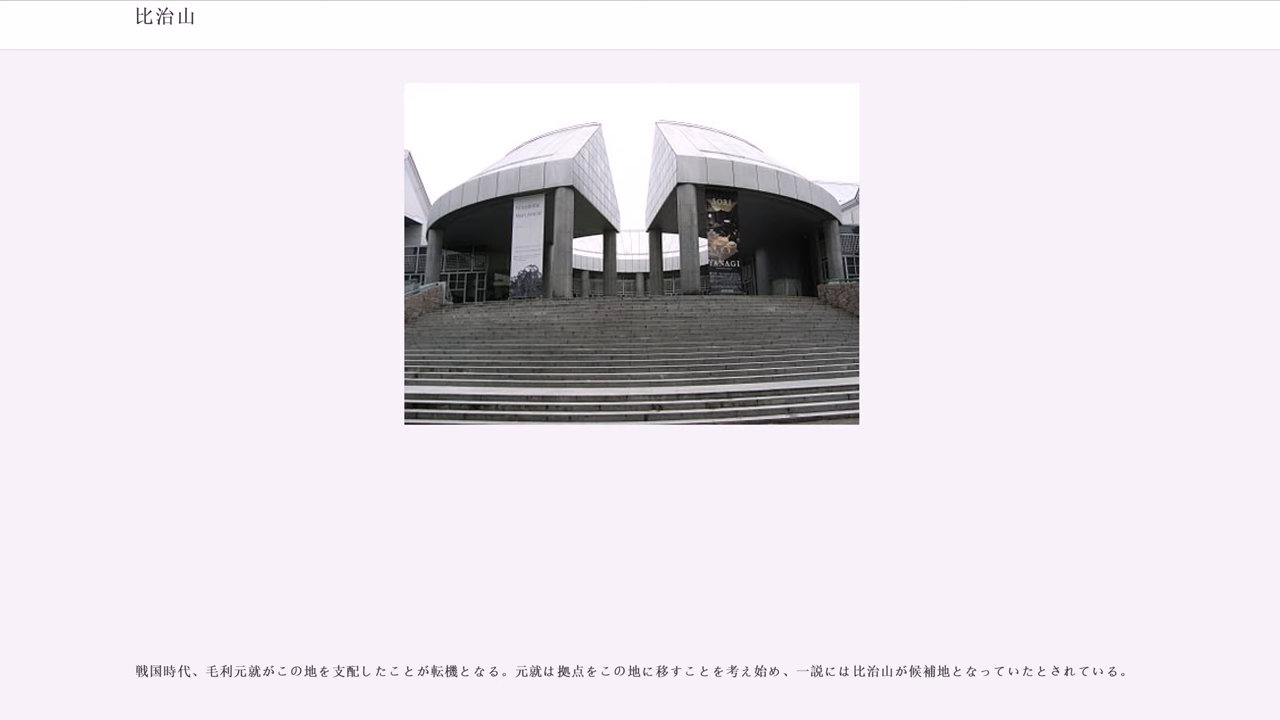 比治山
SORI
YANAGI
戦国時代、毛利元就がこの地を支配したことが転機となる。元就は拠点をこの地に移すことを考え始め、一説には比治山が候補地となっていたとされている。